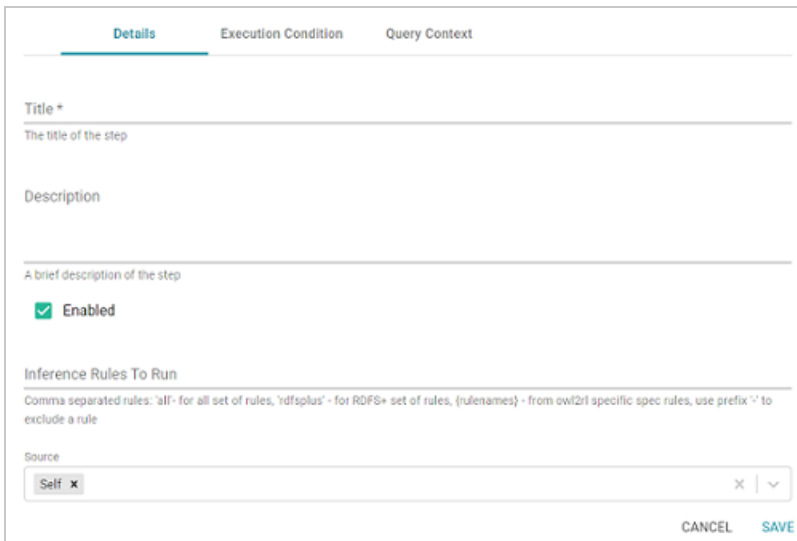 Details Execution Condition Query Context
Title *
The title of the step
Description
A brief description of the step
Enabled
Inference Rules To Run
Comma separated rules: 'all'- for all set of rules, 'rdfsplus' - for RDFS+ set of rules, {rulenames} - from owl2rl specific spec rules, use prefix '-' to
exclude a rule
Source
Self ×
CANCEL SAVE